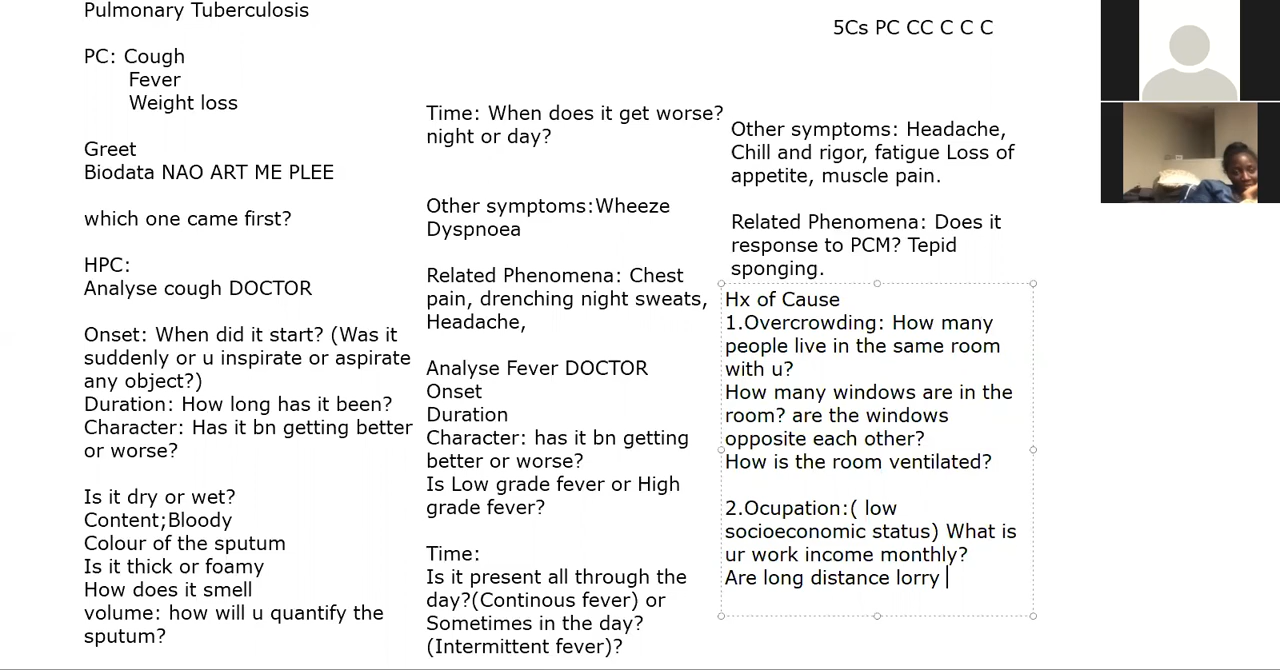 Pulmonary Tuberculosis
PC: Cough
Fever
Weight loss
Greet
Biodata NAO ART ME PLEE
which one came first?
HPC:
Analyse cough DOCTOR
Onset: When did it start? (Was it
suddenly or u inspirate or aspirate
any object?)
Duration: How long has it been?
Character: Has it bn getting better
or worse?
Is it dry or wet?
Content;Bloody
Colour of the sputum
Is it thick or foamy
How does it smell
volume: how will u quantify the
sputum?
Time: When does it get worse?
night or day?
Other symptoms:Wheeze
Dyspnoea
Related Phenomena: Chest
pain, drenching night sweats,
Headache,
Analyse Fever DOCTOR
Onset
Duration
Character: has it bn getting
better or worse?
Is Low grade fever or High
grade fever?
Time:
Is it present all through the
day?(Continous fever) or
Sometimes in the day?
(Intermittent fever)?
5Cs PC CC C C C
Other symptoms: Headache,
Chill and rigor, fatigue Loss of
appetite, muscle pain.
Related Phenomena: Does it
response to PCM? Tepid
sponging.
Hx of Cause
1.Overcrowding: How many
people live in the same room
with u?
How many windows are in the
room? are the windows
opposite each other?
How is the room ventilated?
2.Ocupation:( low
socioeconomic status) What is
ur work income monthly?
Are long distance lorry